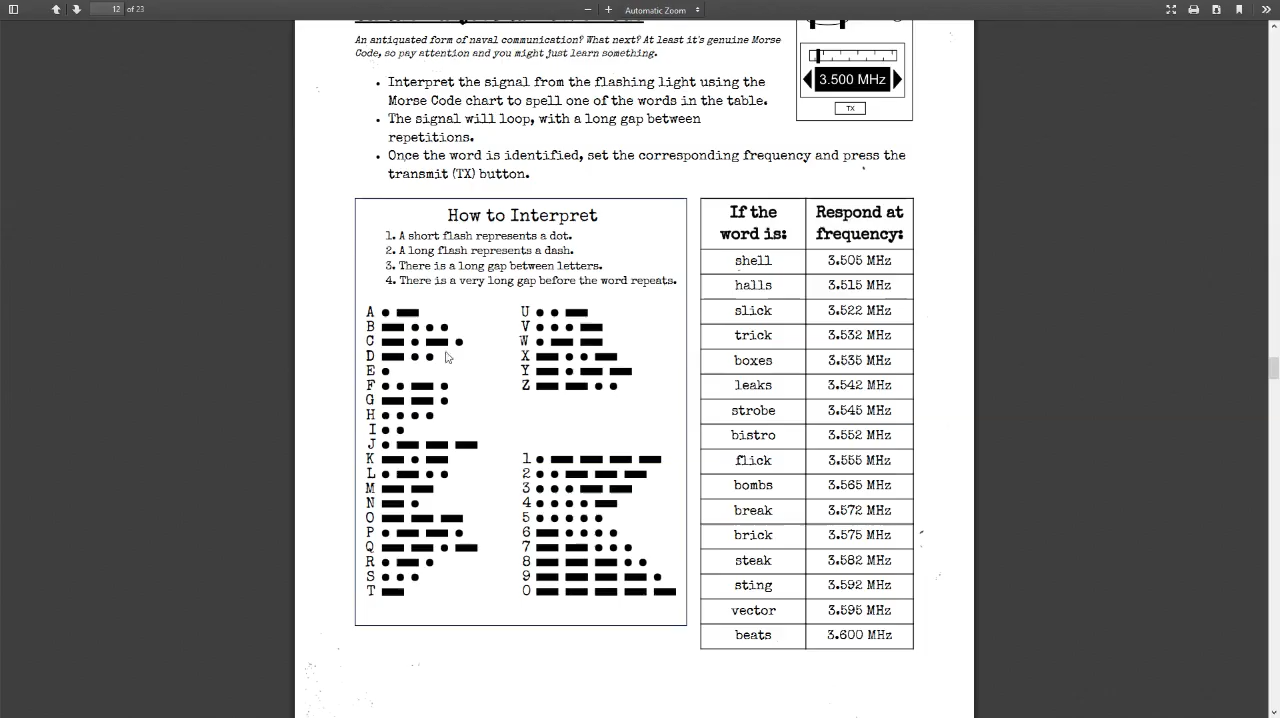 12 of 23
Automatic Zoom
An antiquated form of naval communication? What next? At least it's genuine Morse
Code, so pay attention and you might just learn something.
3.500 MHz
TX
• Interpret the signal from the flashing light using the
Morse Code chart to spell one of the words in the table.
• The signal will loop, with a long gap between
repetitions.
• Once the word is identified, set the corresponding frequency and press the
transmit (TX) button.
How to Interpret
1. A short flash represents a dot.
2. A long flash represents a dash.
3. There is a long gap between letters.
4. There is a very long gap before the word repeats.
A
B
C
D
E
F
G
H
I
J
K
L
M
N
O
P
Q
R
S
T
U
V
W
X
Y
Z
1
2
3
4
5
6
7
8
9
0
If the word is: Respond at frequency:
shell 3.505 MHz
halls 3.515 MHz
slick 3.522 MHz
trick 3.532 MHz
boxes 3.535 MHz
leaks 3.542 MHz
strobe 3.545 MHz
bistro 3.552 MHz
flick 3.555 MHz
bombs 3.565 MHz
break 3.572 MHz
brick 3.575 MHz
steak 3.582 MHz
sting 3.592 MHz
vector 3.595 MHz
beats 3.600 MHz